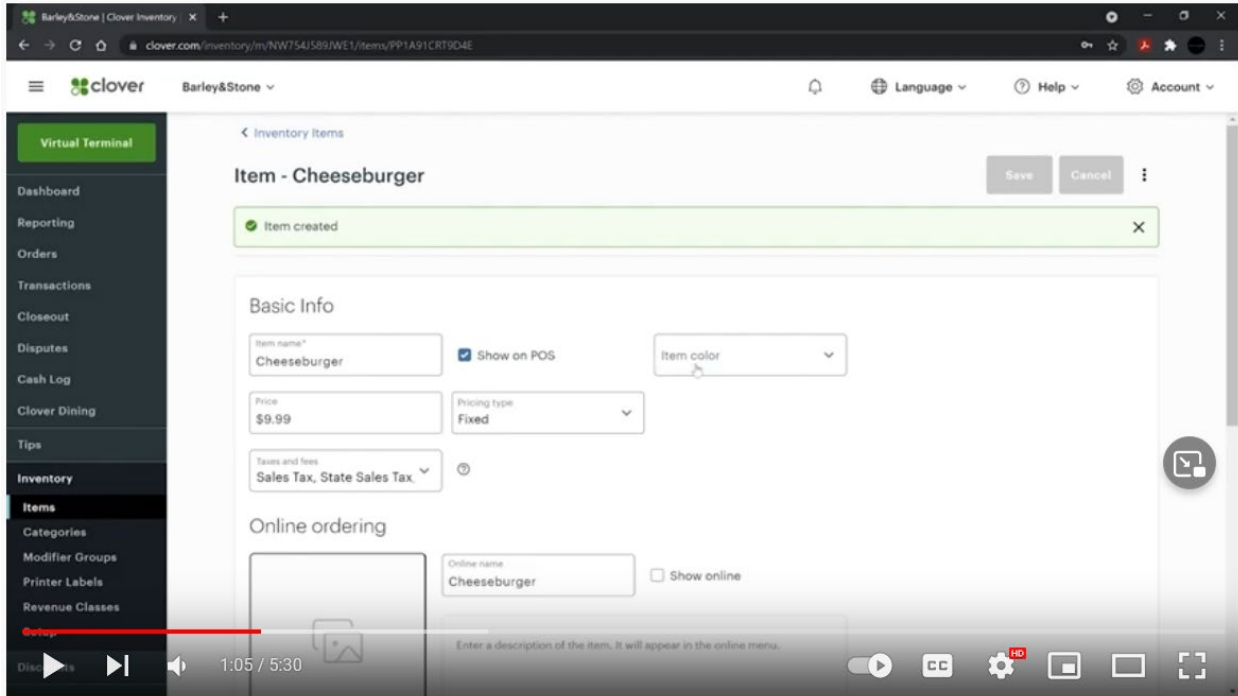 Barley&Stone | Clover Inventory
clover.com/inventory/m/NW754J589JWE1/items/PP1A91CRT9D4E
clover
Barley&Stone
Language
Help
Account
Virtual Terminal
Dashboard
Reporting
Orders
Transactions
Closeout
Disputes
Cash Log
Clover Dining
Tips
Inventory
Items
Categories
Modifier Groups
Printer Labels
Revenue Classes
Setup
Discounts
Inventory Items
Item - Cheeseburger
Save
Cancel
Item created
Basic Info
Item name*
Cheeseburger
Show on POS
Item color
Price
$9.99
Pricing type
Fixed
Taxes and fees
Sales Tax, State Sales Tax,
Online ordering
Online name
Cheeseburger
Show online
Enter a description of the item. It will appear in the online menu.
1:05 / 5:30
CC
HD